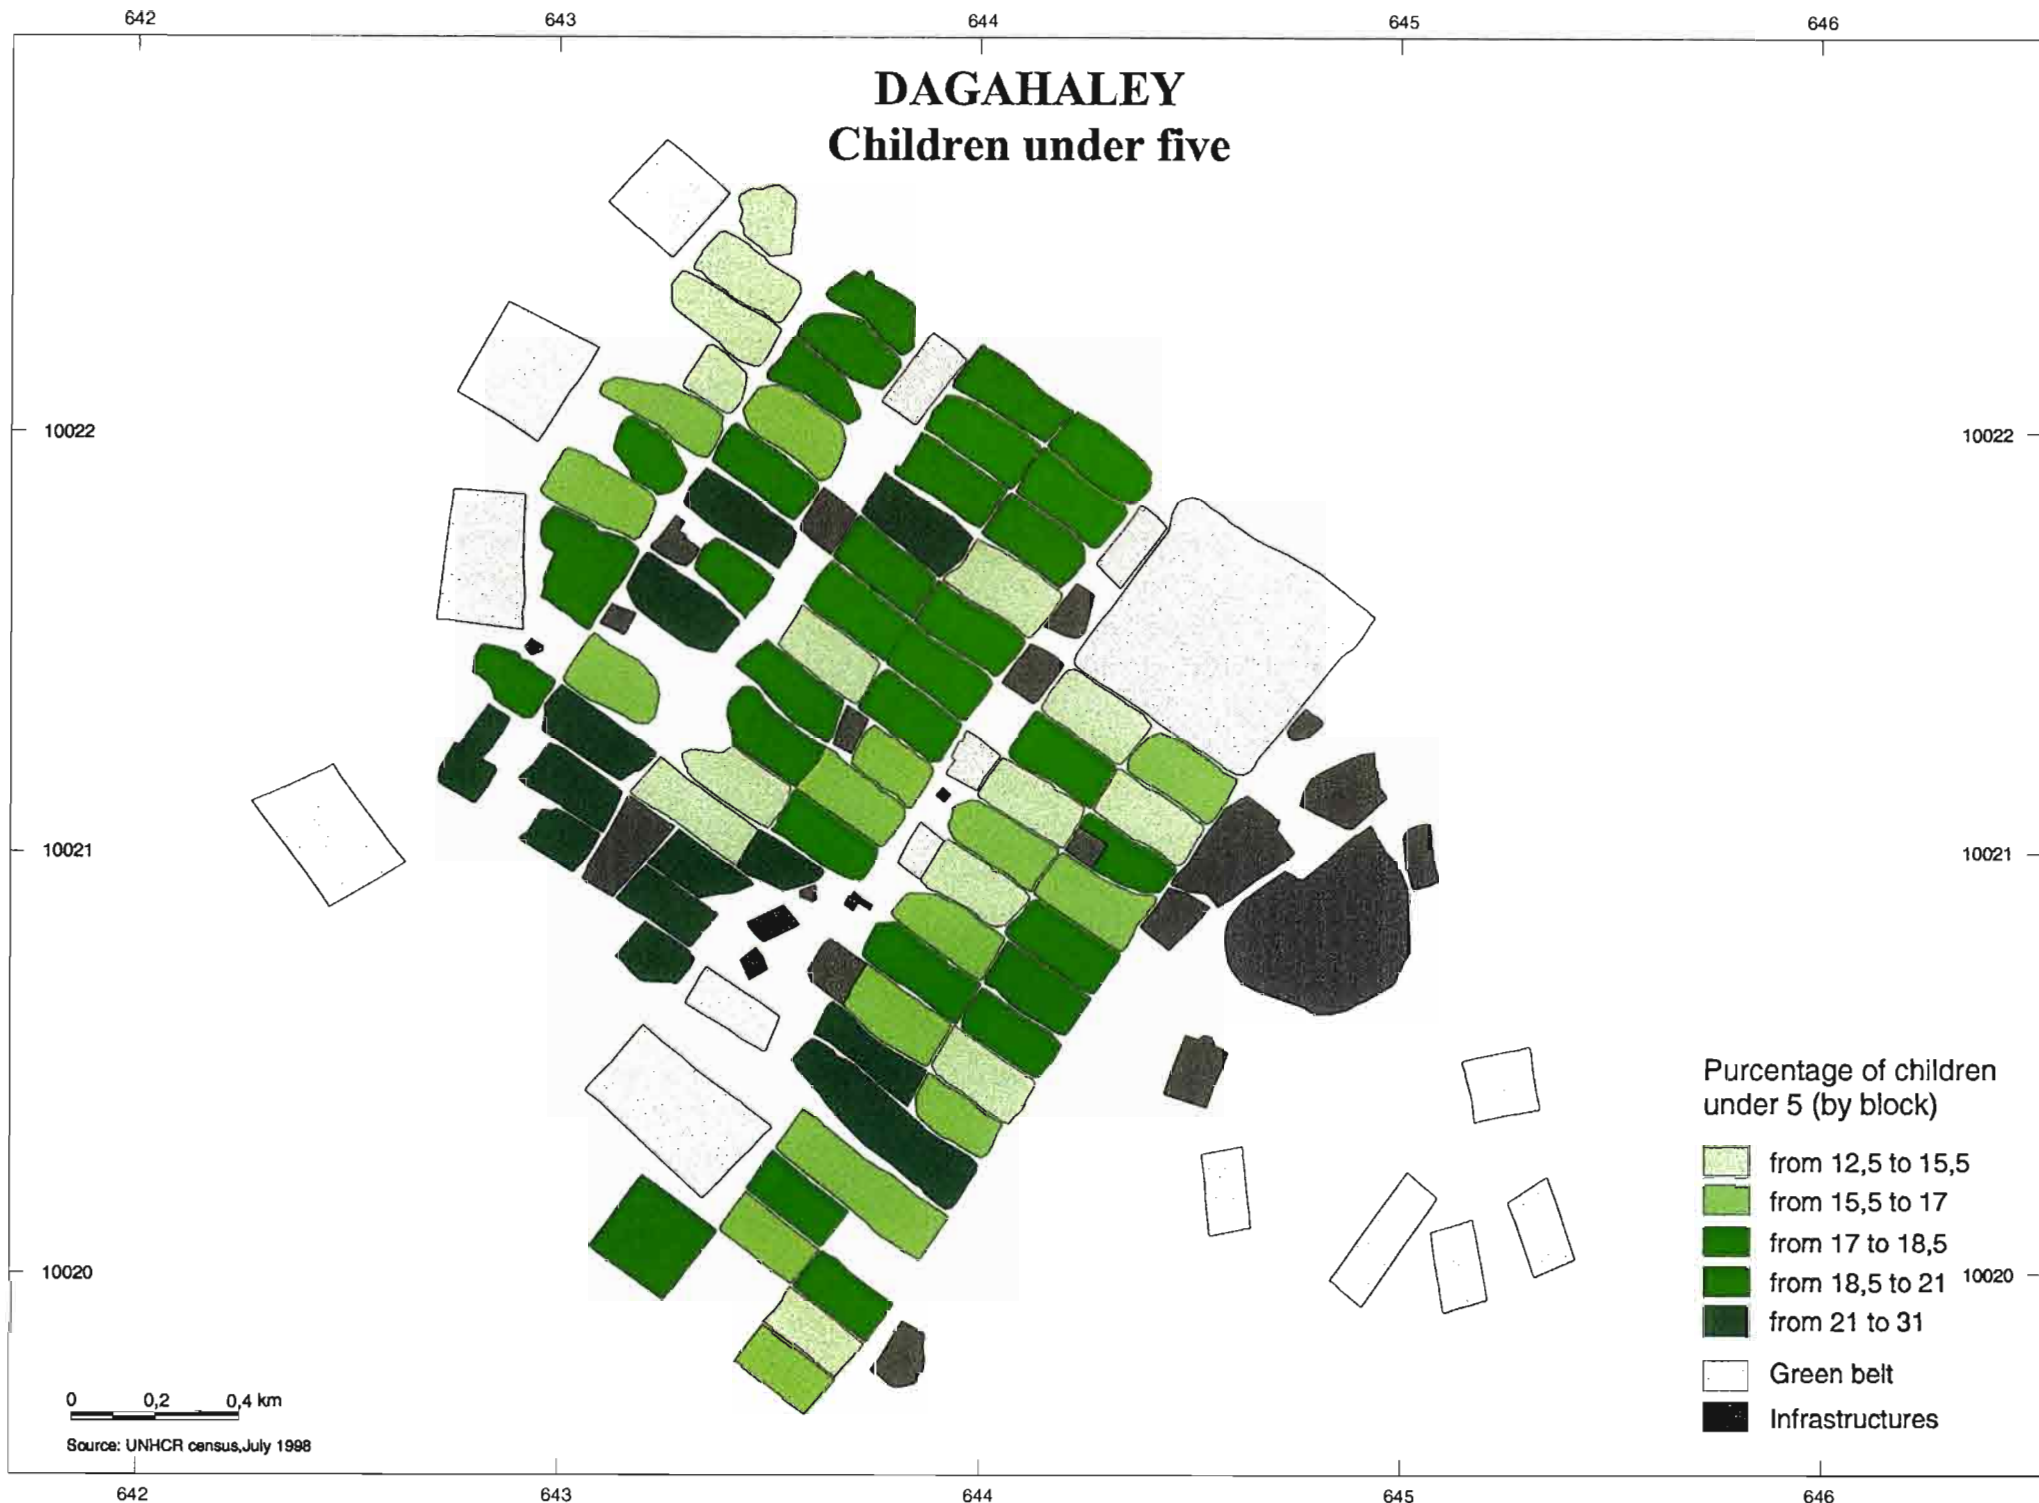 642 643 644 645 646
DAGAHALEY
Children under five
10022 10022
10021 10021
Purcentage of children
under 5 (by block)
from 12,5 to 15,5
from 15,5 to 17
from 17 to 18,5
from 18,5 to 21
from 21 to 31
Green belt
Infrastructures
10020 10020
0 0,2 0,4 km
Source: UNHCR census,July 1998
642 643 644 645 646